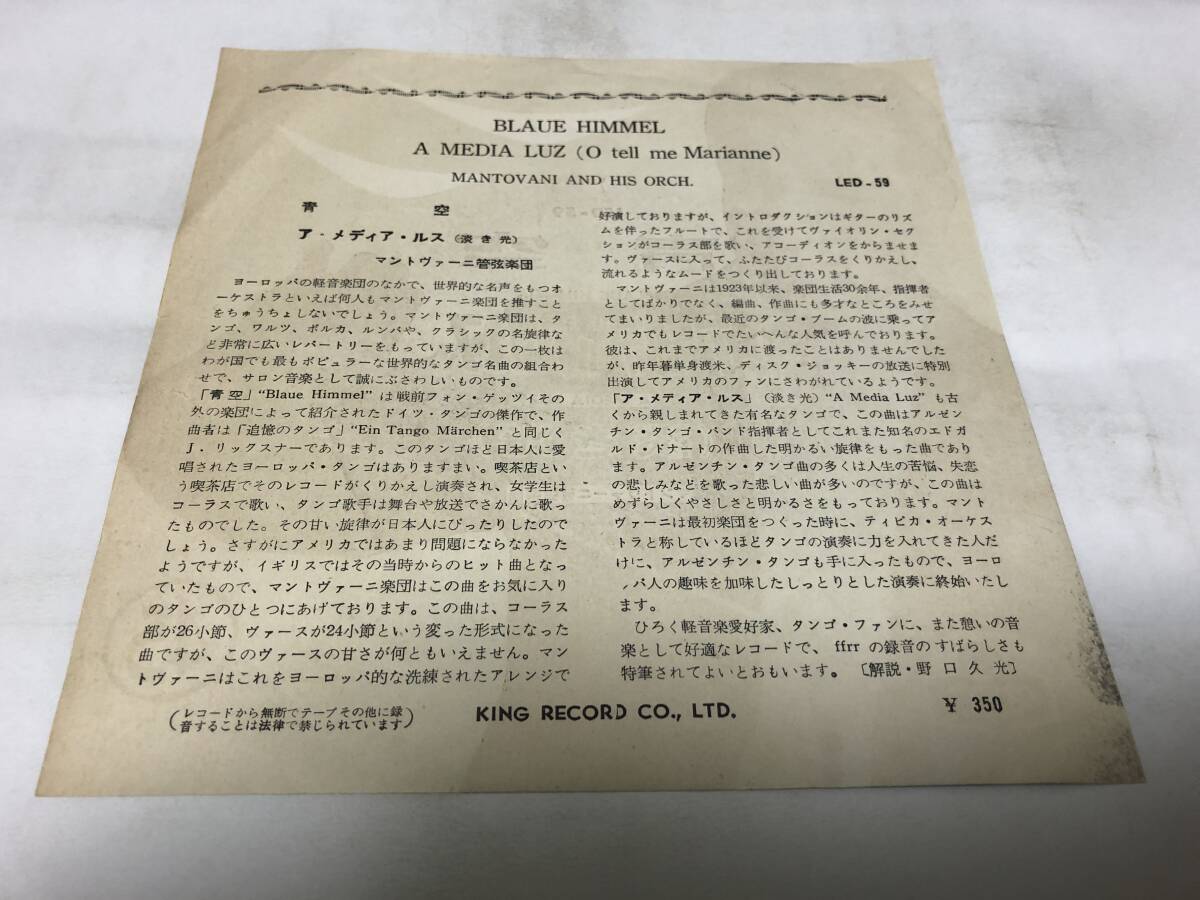 BLAUE HIMMEL
A MEDIA LUZ (O tell me Marianne)
MANTOVANI AND HIS ORCH.
LED-59
青空
ア・メディア・ルス (淡き光)
マントヴァーニ管弦楽団
ヨーロッパの軽音楽団のなかで、世界的な名声をもつオ
ーケストラといえば何人もマントヴァーニ楽団を推すこと
をちゅうちょしないでしょう。マントヴァーニ楽団は、タ
ンゴ、ワルツ、ポルカ、ルンバや、クラシックの名旋律な
ど非常に広いレパートリーをもっていますが、この一枚は
わが国でも最もポピュラーな世界的なタンゴ名曲の組合わ
せで、サロン音楽として誠にふさわしいものです。
「青空」“Blaue Himmel”は戦前フォン・ゲッツイその
外の楽団によって紹介されたドイツ・タンゴの傑作で、作
曲者は「追憶のタンゴ」“Ein Tango Märchen”と同じく
J．リックスナーであります。このタンゴほど日本人に愛
唱されたヨーロッパ・タンゴはありますまい。喫茶店とい
う喫茶店でそのレコードがくりかえし演奏され、女学生は
コーラスで歌い、タンゴ歌手は舞台や放送でさかんに歌っ
たものでした。その甘い旋律が日本人にぴったりしたので
しょう。さすがにアメリカではあまり問題にならなかった
ようですが、イギリスではその当時からのヒット曲となっ
ていたもので、マントヴァーニ楽団はこの曲をお気に入り
のタンゴのひとつにあげております。この曲は、コーラス
部が26小節、ヴァースが24小節という変った形式になった
曲ですが、このヴァースの甘さが何ともいえません。マン
トヴァーニはこれをヨーロッパ的な洗練されたアレンジで
好演しておりますが、イントロダクションはギターのリズ
ムを伴ったフルートで、これを受けてヴァイオリン・セク
ションがコーラス部を歌い、アコーディオンをからませま
す。ヴァースに入って、ふたたびコーラスをくりかえし、
流れるようなムードをつくり出しております。
マントヴァーニは1923年以来、楽団生活30余年、指揮者
としてばかりでなく、編曲、作曲にも多才なところをみせ
てまいりましたが、最近のタンゴ・ブームの波に乗ってア
メリカでもレコードでたいへんな人気を呼んでおります。
彼は、これまでアメリカに渡ったことはありませんでした
が、昨年暮単身渡米、ディスク・ジョッキーの放送に特別
出演してアメリカのファンにさわがれているようです。
「ア・メディア・ルス」(淡き光) “A Media Luz”も古
くから親しまれてきた有名なタンゴで、この曲はアルゼン
チン・タンゴ・バンド指揮者としてこれまた知名のエドガ
ルド・ドナートの作曲した明かるい旋律をもった曲であり
ます。アルゼンチン・タンゴ曲の多くは人生の苦悩、失恋
の悲しみなどを歌った悲しい曲が多いのですが、この曲は
めずらしくやさしさと明かるさをもっております。マント
ヴァーニは最初楽団をつくった時に、ティピカ・オーケス
トラと称しているほどタンゴの演奏に力を入れてきた人だ
けに、アルゼンチン・タンゴも手に入ったもので、ヨーロ
ッパ人の趣味を加味したしっとりとした演奏に終始いたし
ます。
ひろく軽音楽愛好家、タンゴ・ファンに、また憩いの音
楽として好適なレコードで、ffrr の録音のすばらしさも
特筆されてよいとおもいます。〔解説・野口久光〕
(レコードから無断でテープその他に録
音することは法律で禁じられています)
KING RECORD CO., LTD.
¥ 350